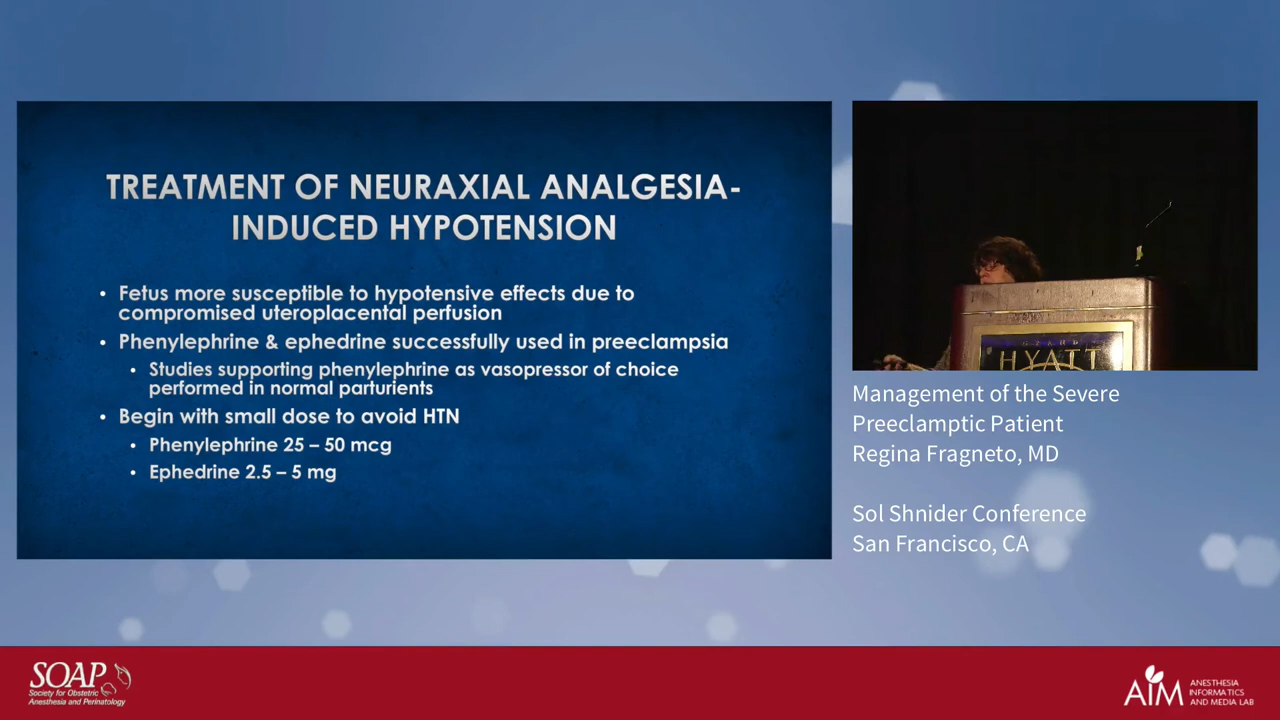 TREATMENT OF NEURAXIAL ANALGESIA-
INDUCED HYPOTENSION
• Fetus more susceptible to hypotensive effects due to
compromised uteroplacental perfusion
• Phenylephrine & ephedrine successfully used in preeclampsia
• Studies supporting phenylephrine as vasopressor of choice
performed in normal parturients
• Begin with small dose to avoid HTN
• Phenylephrine 25 – 50 mcg
• Ephedrine 2.5 – 5 mg
HYATT
Management of the Severe
Preeclamptic Patient
Regina Fragneto, MD
Sol Shnider Conference
San Francisco, CA
SOAP
Society for Obstetric
Anesthesia and Perinatology
AIM
ANESTHESIA
INFORMATICS
AND MEDIA LAB